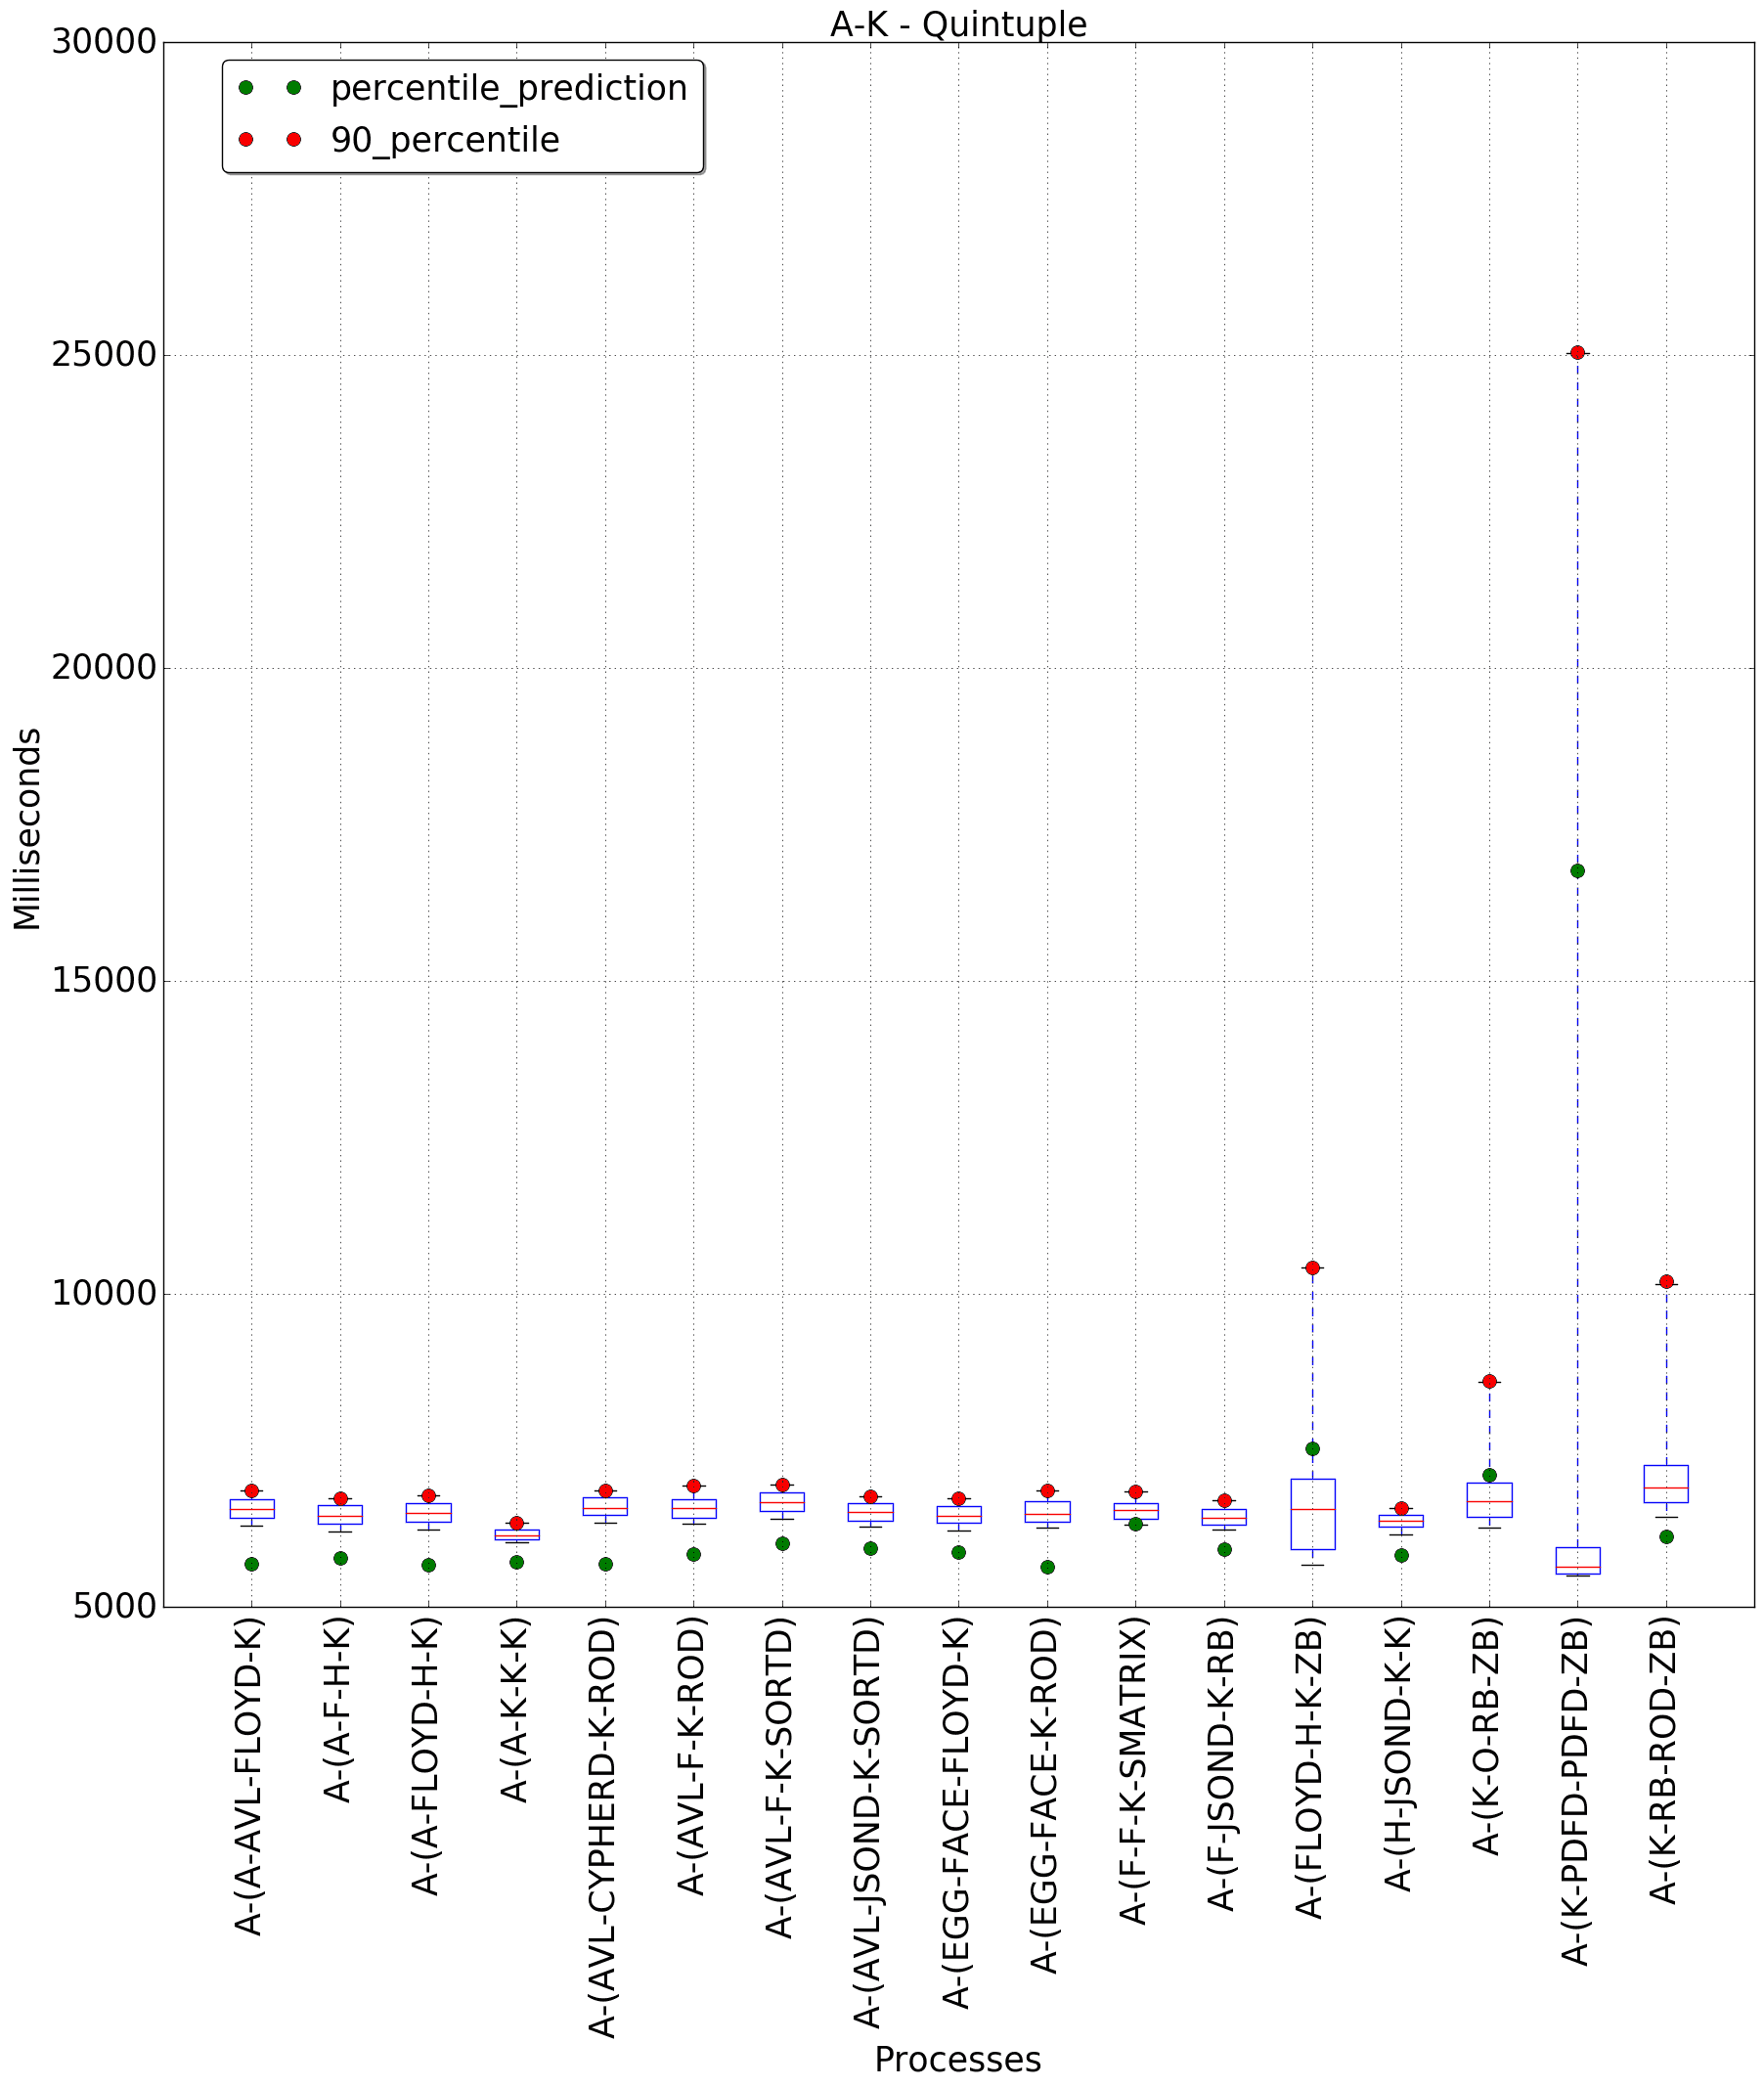 A-K - Quintuple
percentile_prediction
90_percentile
30000
25000
20000
15000
10000
5000
Milliseconds
A-(A-AVL-FLOYD-K)
A-(A-F-H-K)
A-(A-FLOYD-H-K)
A-(A-K-K-K)
A-(AVL-CYPHERD-K-ROD)
A-(AVL-F-K-ROD)
A-(AVL-F-K-SORTD)
A-(AVL-JSOND-K-SORTD)
A-(EGG-FACE-FLOYD-K)
A-(EGG-FACE-K-ROD)
A-(F-F-K-SMATRIX)
A-(F-JSOND-K-RB)
A-(FLOYD-H-K-ZB)
A-(H-JSOND-K-K)
A-(K-O-RB-ZB)
A-(K-PDFD-PDFD-ZB)
A-(K-RB-ROD-ZB)
Processes